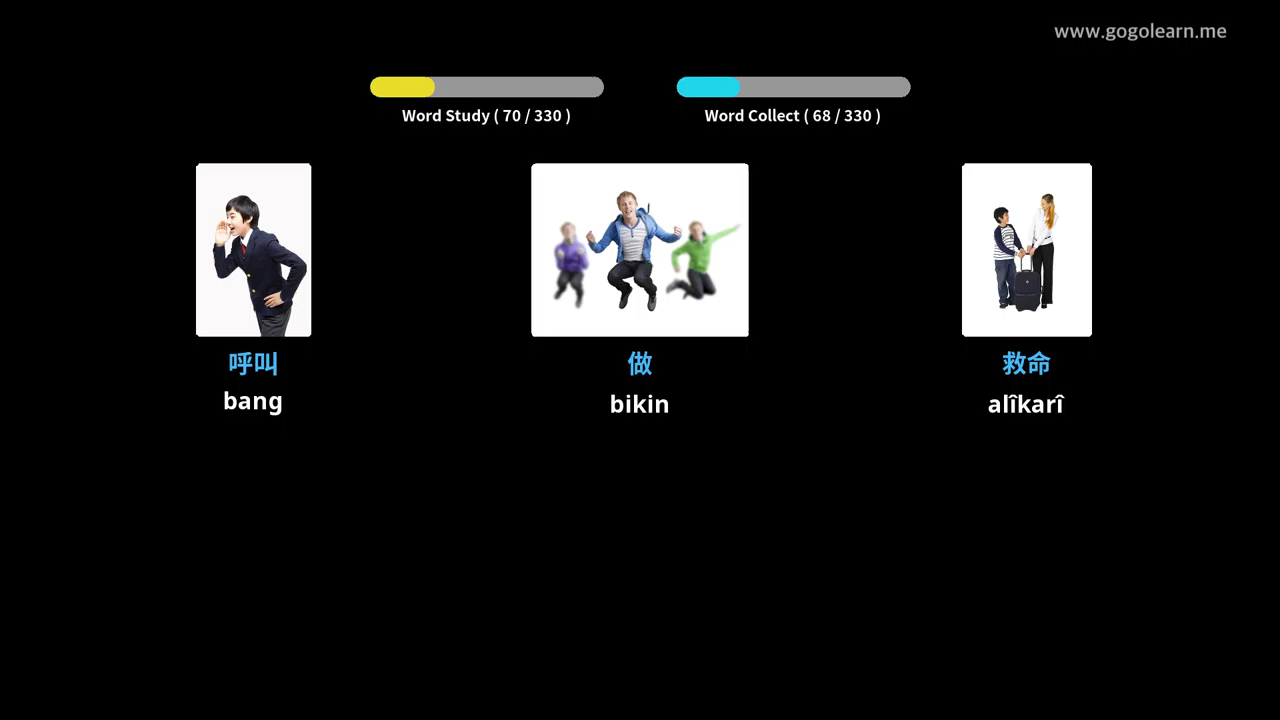 www.gogolearn.me
Word Study ( 70 / 330 )
Word Collect ( 68 / 330 )
呼叫
做
救命
bang
bikin
alîkarî